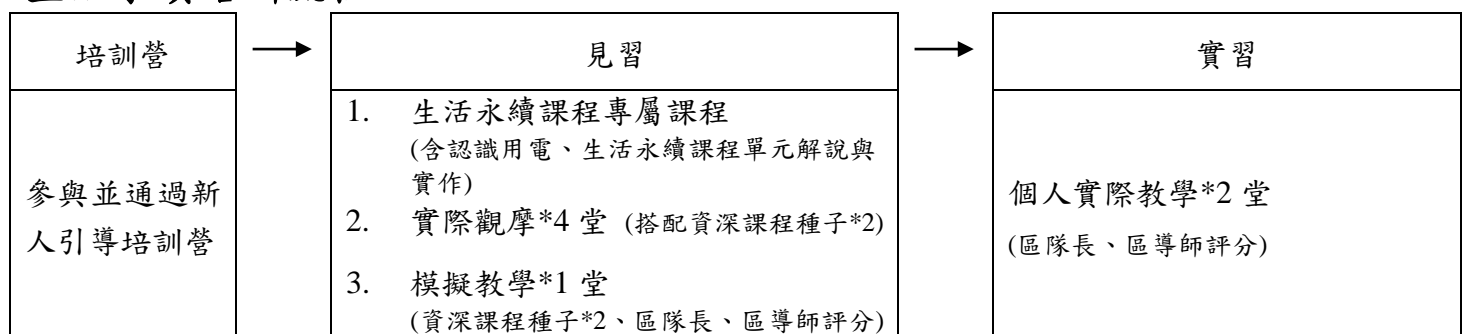 培訓營
見習
實習
參與並通過新
人引導培訓營
1. 生活永續課程專屬課程
(含認識用電、生活永續課程單元解說與
實作)
2. 實際觀摩*4 堂 (搭配資深課程種子*2)
3. 模擬教學*1 堂
(資深課程種子*2、區隊長、區導師評分)
個人實際教學*2 堂
(區隊長、區導師評分)